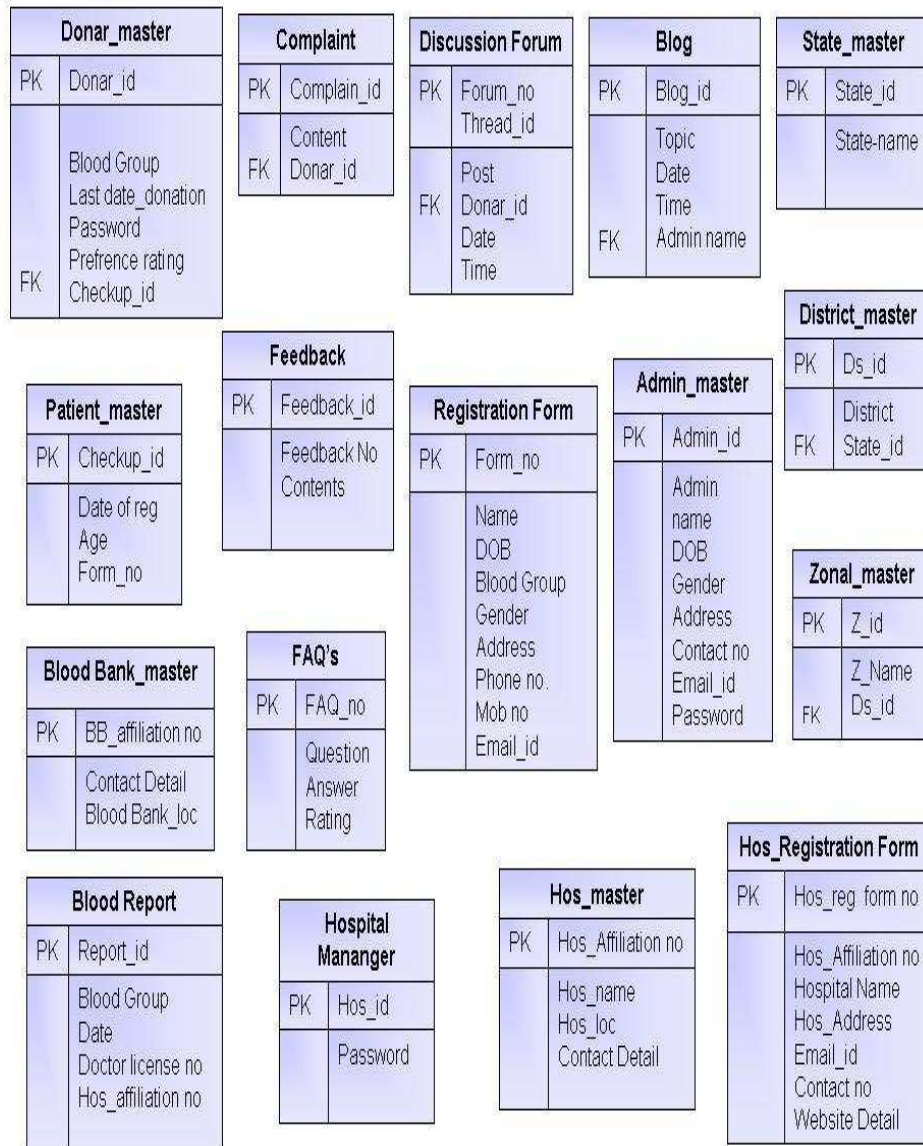 Donar_master
PK Donar_id
Blood Group
Last date_donation
Password
Prefrence rating
FK Checkup_id
Complaint
PK Complain_id
Content
FK Donar_id
Discussion Forum
PK Forum_no
Thread_id
Post
FK Donar_id
Date
Time
Blog
PK Blog_id
Topic
Date
Time
FK Admin name
State_master
PK State_id
State-name
District_master
PK Ds_id
District
FK State_id
Feedback
PK Feedback_id
Feedback No
Contents
Patient_master
PK Checkup_id
Date of reg
Age
Form_no
Registration Form
PK Form_no
Name
DOB
Blood Group
Gender
Address
Phone no.
Mob no
Email_id
Admin_master
PK Admin_id
Admin
name
DOB
Gender
Address
Contact no
Email_id
Password
Zonal_master
PK Z_id
Z_Name
FK Ds_id
Blood Bank_master
PK BB_affiliation no
Contact Detail
Blood Bank_loc
FAQ's
PK FAQ_no
Question
Answer
Rating
Blood Report
PK Report_id
Blood Group
Date
Doctor license no
Hos_affiliation no
Hospital
Mananger
PK Hos_id
Password
Hos_master
PK Hos_Affiliation no
Hos_name
Hos_loc
Contact Detail
Hos_Registration Form
PK Hos_reg form no
Hos_Affiliation no
Hospital Name
Hos_Address
Email_id
Contact no
Website Detail